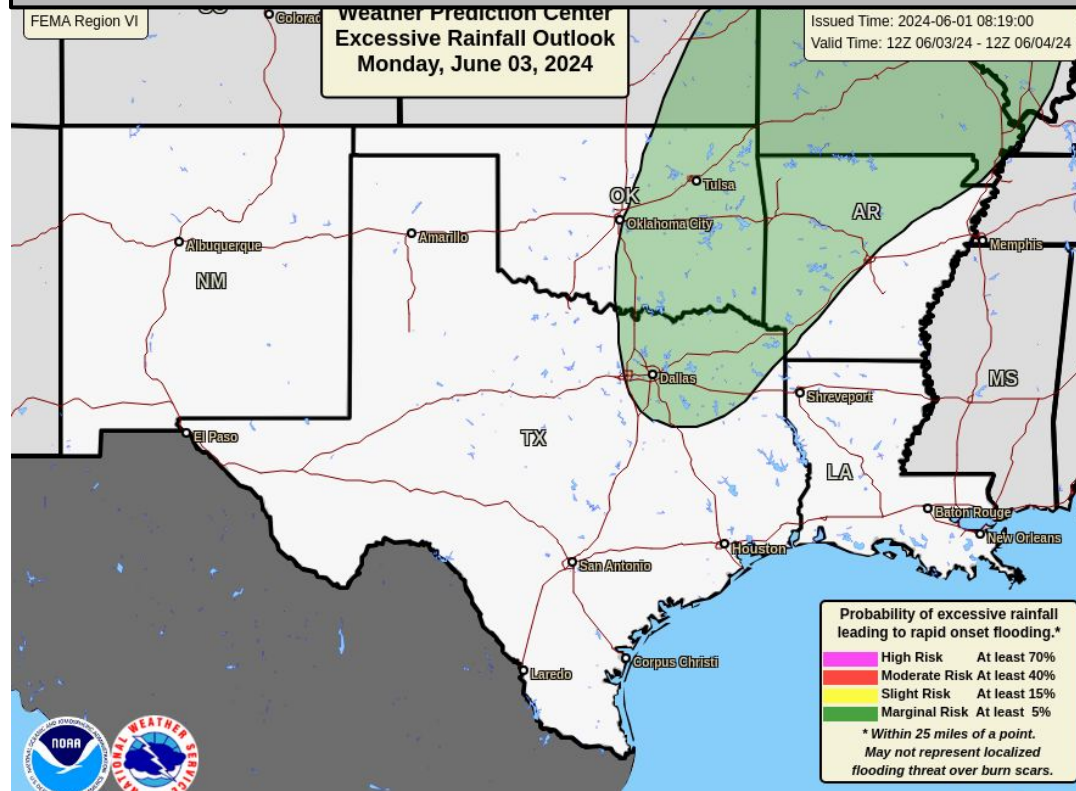 FEMA Region VI
Weather Prediction Center
Excessive Rainfall Outlook
Monday, June 03, 2024
Issued Time: 2024-06-01 08:19:00
Valid Time: 12Z 06/03/24 - 12Z 06/04/24
Tulsa
OK
Oklahoma City
AR
Albuquerque
Amarillo
Memphis
NM
Dallas
MS
Shreveport
El Paso
TX
LA
Baton Rouge
New Orleans
Houston
San Antonio
Corpus Christi
Laredo
Probability of excessive rainfall
leading to rapid onset flooding.*
High Risk At least 70%
Moderate Risk At least 40%
Slight Risk At least 15%
Marginal Risk At least 5%
* Within 25 miles of a point.
May not represent localized
flooding threat over burn scars.
NOAA
NATIONAL WEATHER SERVICE